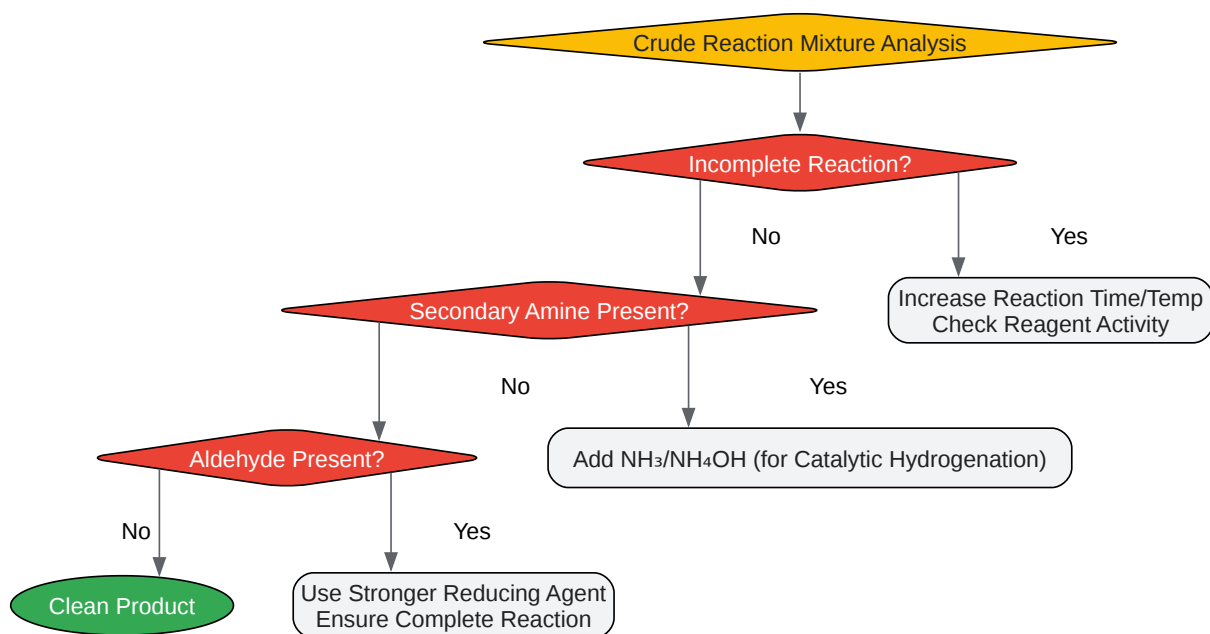 Crude Reaction Mixture Analysis
Incomplete Reaction?
No
Yes
Increase Reaction Time/Temp
Check Reagent Activity
Secondary Amine Present?
No
Yes
Add NH₃/NH₄OH (for Catalytic Hydrogenation)
Aldehyde Present?
No
Yes
Clean Product
Use Stronger Reducing Agent
Ensure Complete Reaction